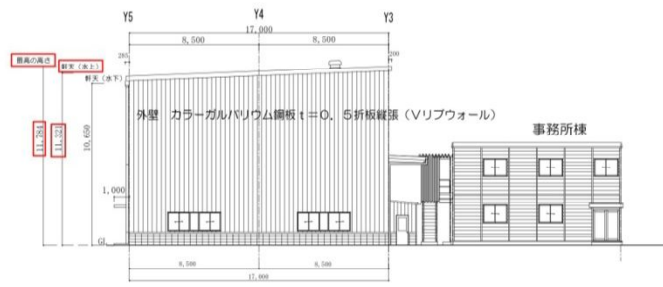 Y5 Y4 Y3
17,000
8,500 8,500
285 200
最高の高さ
軒天（水上）
軒天（水下）
外壁 カラーガルバリウム鋼板ｔ＝０．５折板縦張（Ｖリブウォール）
事務所棟
11,784
11,321
10,650
1,000
GL
8,500 8,500
17,000